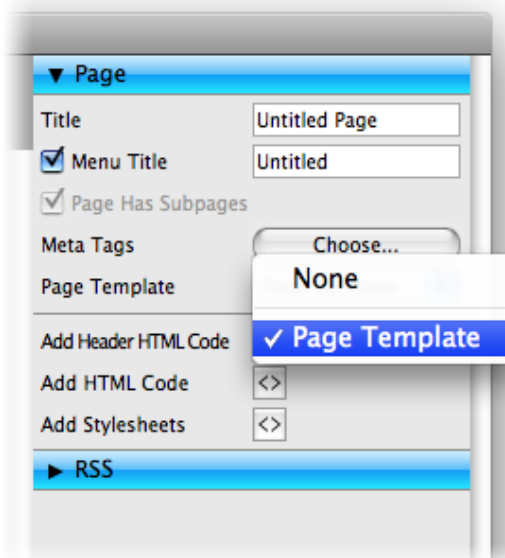 Page
Title Untitled Page
Menu Title Untitled
Page Has Subpages
Meta Tags Choose...
None
Page Template
Add Header HTML Code ✓ Page Template
Add HTML Code <>
Add Stylesheets <>
RSS